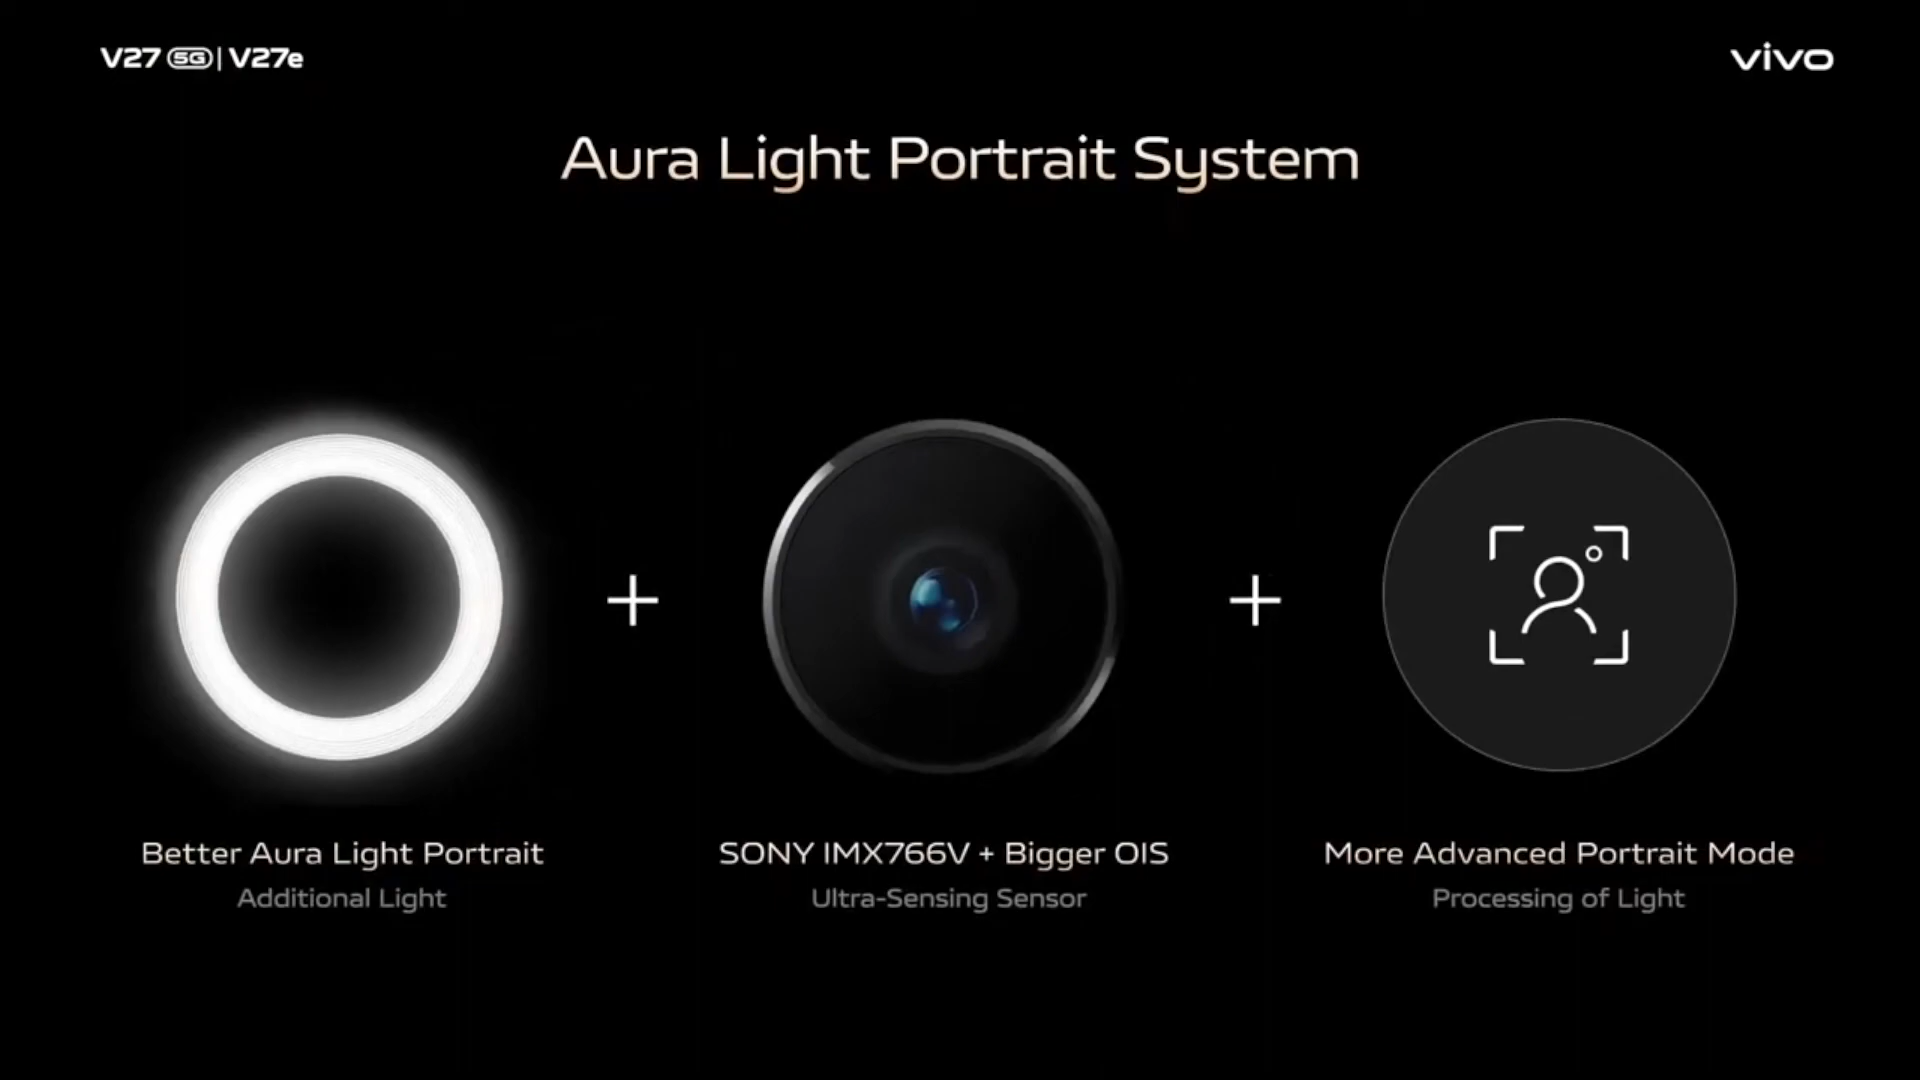 V27 5G | V27e
vivo
Aura Light Portrait System
Better Aura Light Portrait
Additional Light
SONY IMX766V + Bigger OIS
Ultra-Sensing Sensor
More Advanced Portrait Mode
Processing of Light